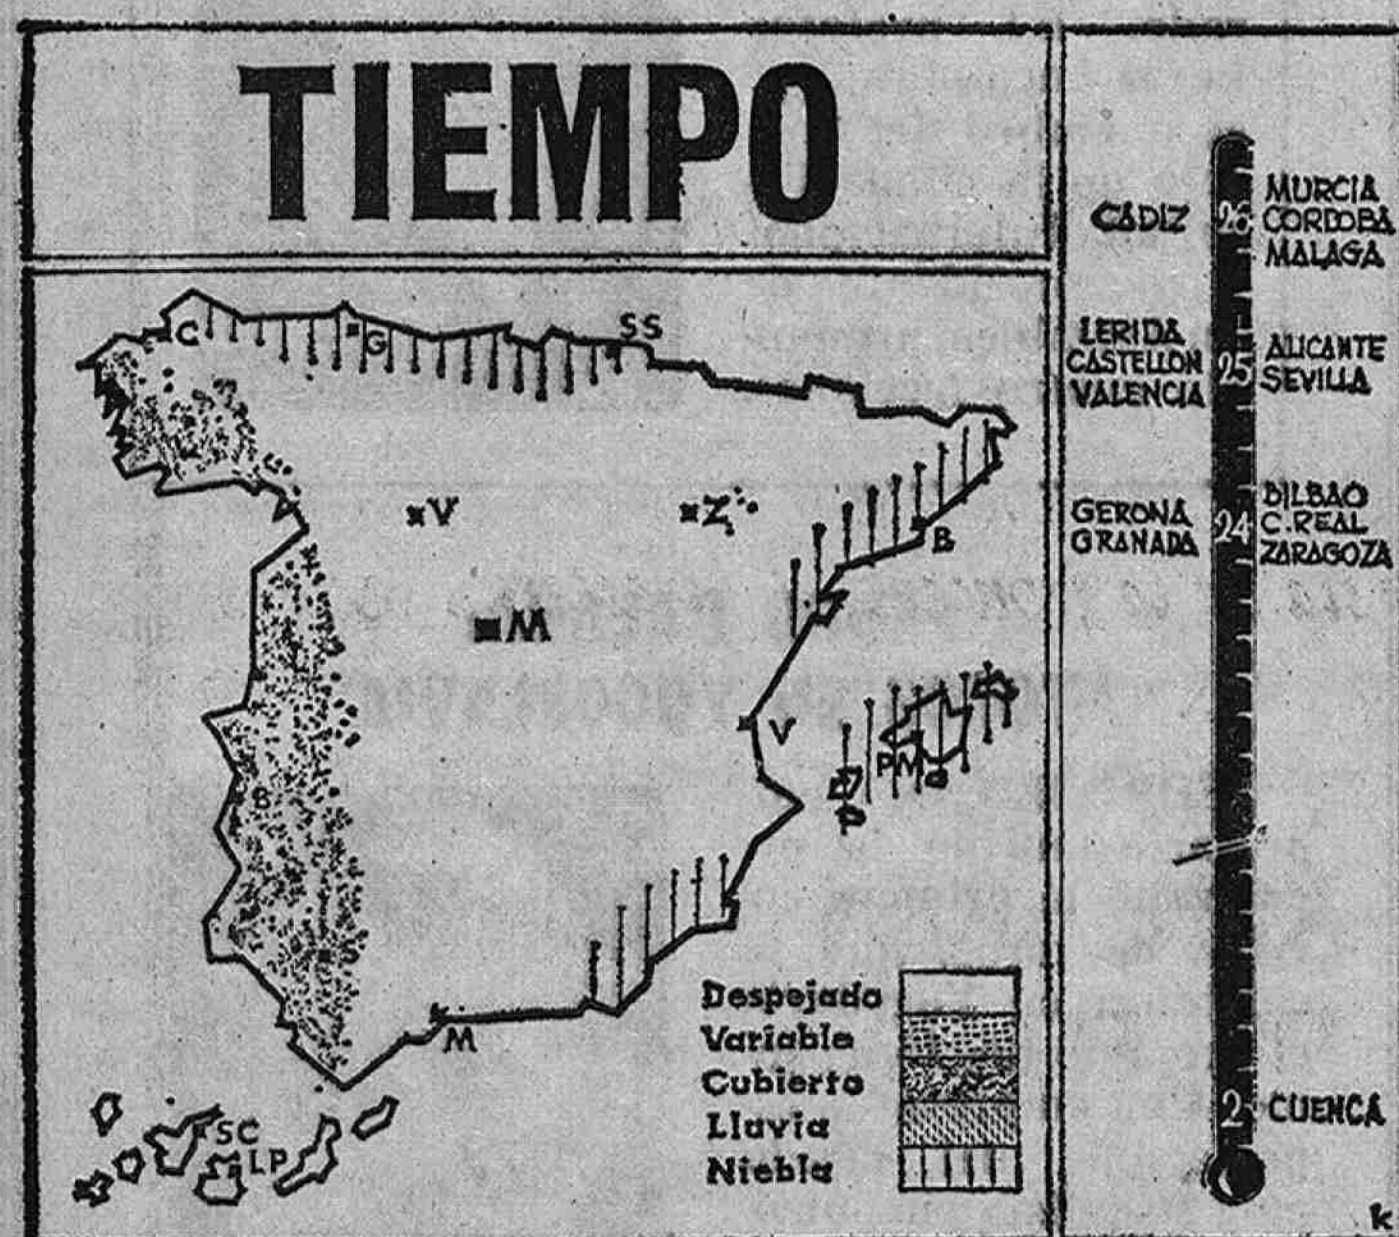 TIEMPO
C
G
SS
V
Z
B
M
V
PM
S
M
SC
LP
Despejado
Variable
Cubierto
Lluvia
Niebla
CADIZ
26
MURCIA
CORDOBA
MALAGA
LERIDA
CASTELLON
VALENCIA
25
ALICANTE
SEVILLA
GERONA
GRANADA
24
BILBAO
C.REAL
ZARAGOZA
2
CUENCA
k